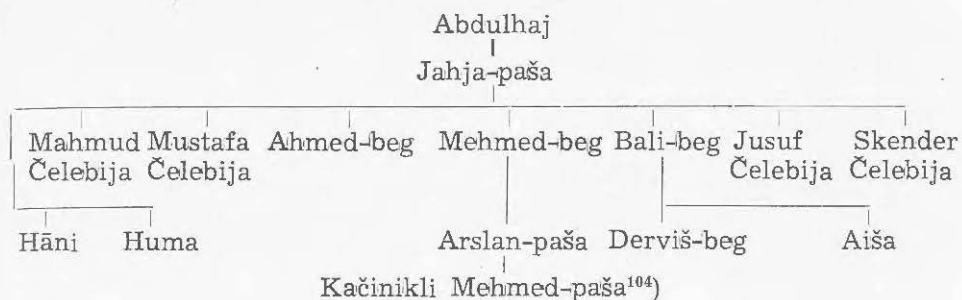 Abdulhaj
Jahja-paša
Mahmud Mustafa Ahmed-beg Mehmed-beg Bali-beg Jusuf Skender
Čelebija Čelebija Čelebija Čelebija
Hāni Huma Arslan-paša Derviš-beg Aiša
Kačinikli Mehmed-paša¹⁰⁴)